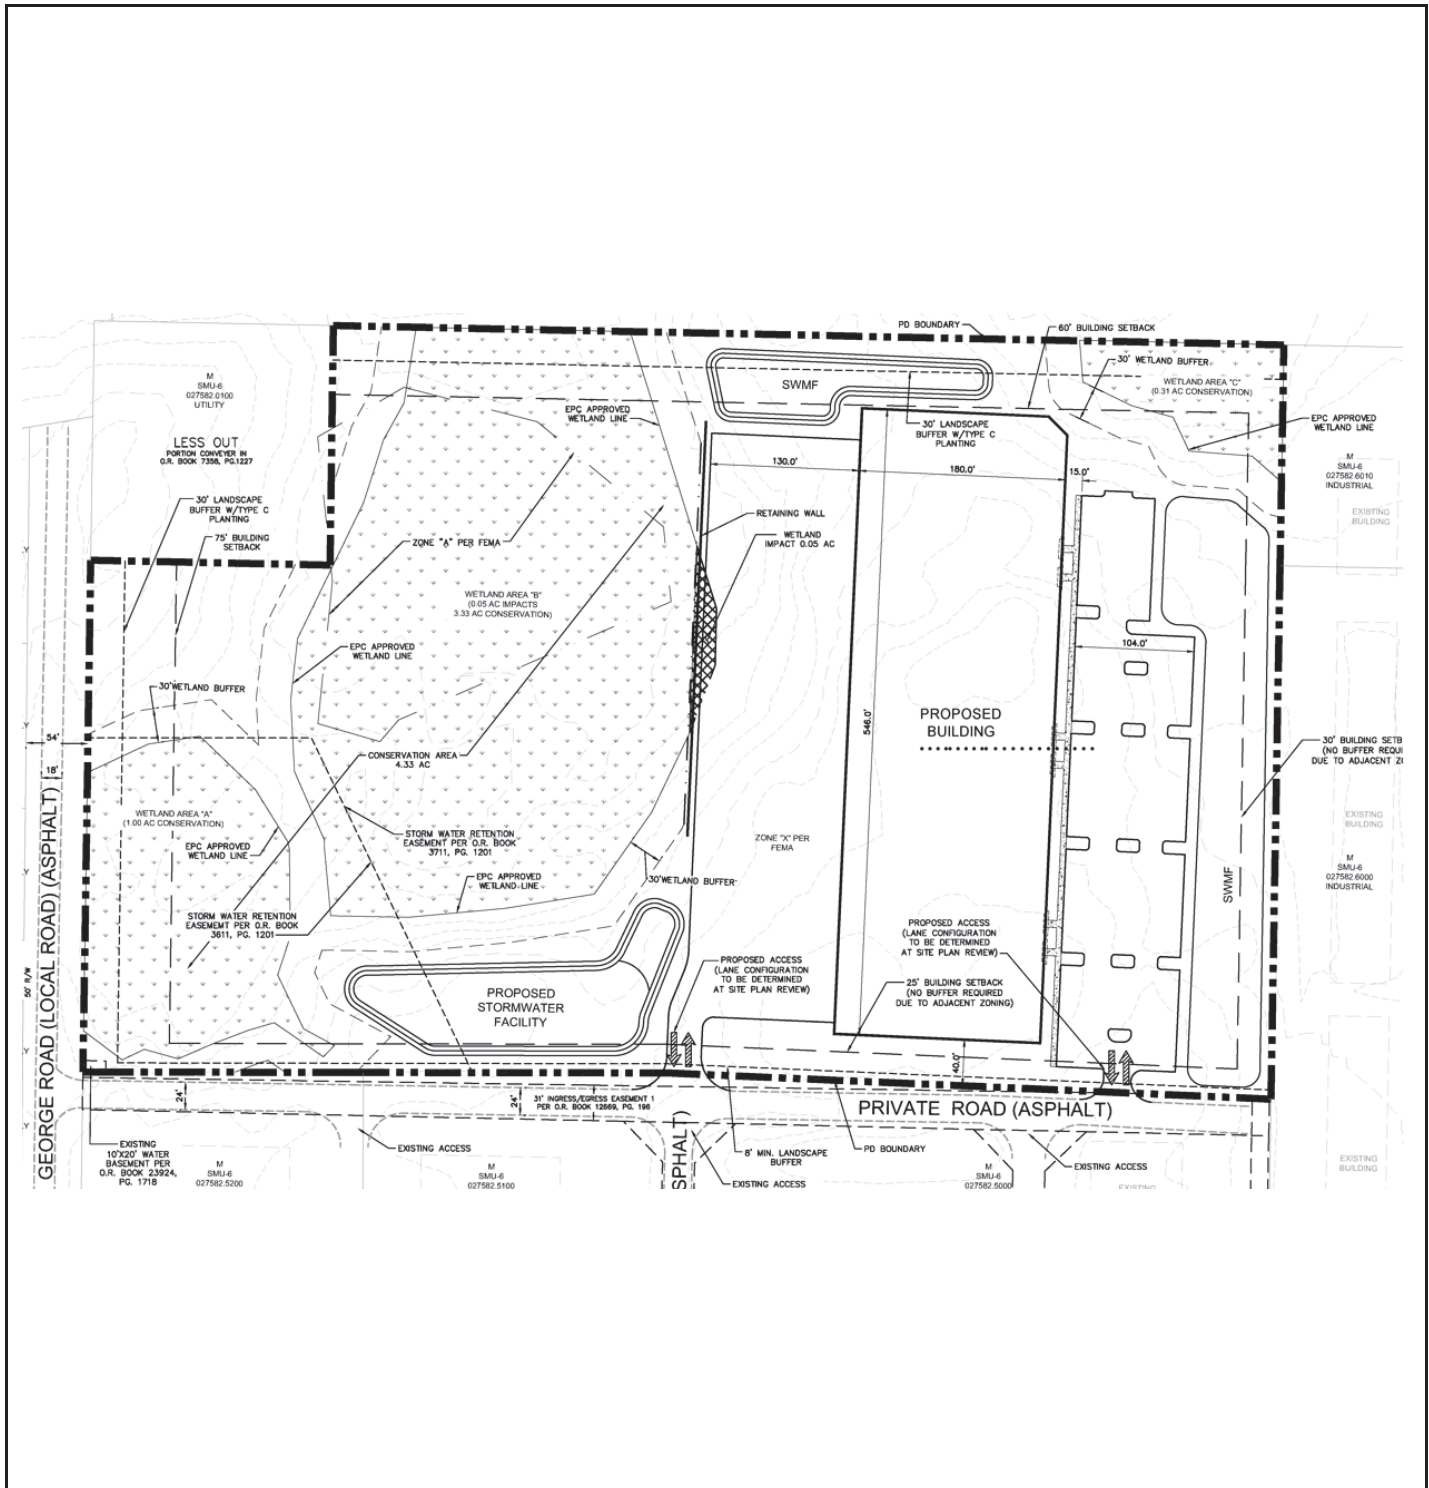 PD BOUNDARY
60' BUILDING SETBACK
30' WETLAND BUFFER
M
SMU-6
027582.0100
UTILITY
SWMF
WETLAND AREA "C"
(0.31 AC CONSERVATION)
EPC APPROVED
WETLAND LINE
EPC APPROVED
WETLAND LINE
LESS OUT
PORTION CONVEYER IN
O.R. BOOK 7358, PG.1227
30' LANDSCAPE
BUFFER W/TYPE C
PLANTING
130.0'
180.0'
15.0'
M
SMU-6
027582.6010
INDUSTRIAL
30' LANDSCAPE
BUFFER W/TYPE C
PLANTING
75' BUILDING
SETBACK
RETAINING WALL
WETLAND
IMPACT 0.05 AC
EXISTING
BUILDING
ZONE "A" PER FEMA
WETLAND AREA "B"
(0.05 AC IMPACTS
3.33 AC CONSERVATION)
EPC APPROVED
WETLAND LINE
104.0'
30'WETLAND BUFFER
546.0'
PROPOSED
BUILDING
54'
18'
CONSERVATION AREA
4.33 AC
30' BUILDING SETB
(NO BUFFER REQUI
DUE TO ADJACENT ZO
WETLAND AREA "A"
(1.00 AC CONSERVATION)
EPC APPROVED
WETLAND LINE
STORM WATER RETENTION
EASEMENT PER O.R. BOOK
3711, PG. 1201
ZONE "X" PER
FEMA
EXISTING
BUILDING
M
SMU-6
027582.6000
INDUSTRIAL
EPC APPROVED
WETLAND LINE
30'WETLAND BUFFER
SWMF
STORM WATER RETENTION
EASEMEMT PER O.R. BOOK
3611, PG. 1201
PROPOSED ACCESS
(LANE CONFIGURATION
TO BE DETERMINED
AT SITE PLAN REVIEW)
PROPOSED ACCESS
(LANE CONFIGURATION
TO BE DETERMINED
AT SITE PLAN REVIEW)
25' BUILDING SETBACK
(NO BUFFER REQUIRED
DUE TO ADJACENT ZONING)
PROPOSED
STORMWATER
FACILITY
50' R/W
GEORGE ROAD (LOCAL ROAD) (ASPHALT)
40.0'
24'
24'
31' INGRESS/EGRESS EASEMENT 1
PER O.R. BOOK 12669, PG. 196
PRIVATE ROAD (ASPHALT)
SPHALT)
EXISTING
10'X20' WATER
BASEMENT PER
O.R. BOOK 23924,
PG. 1718
M
SMU-6
027582.5200
EXISTING ACCESS
M
SMU-6
027582.5100
8' MIN. LANDSCAPE
BUFFER
PD BOUNDARY
EXISTING ACCESS
M
SMU-6
027582.5000
EXISTING ACCESS
EXISTING
EXISTING
BUILDING